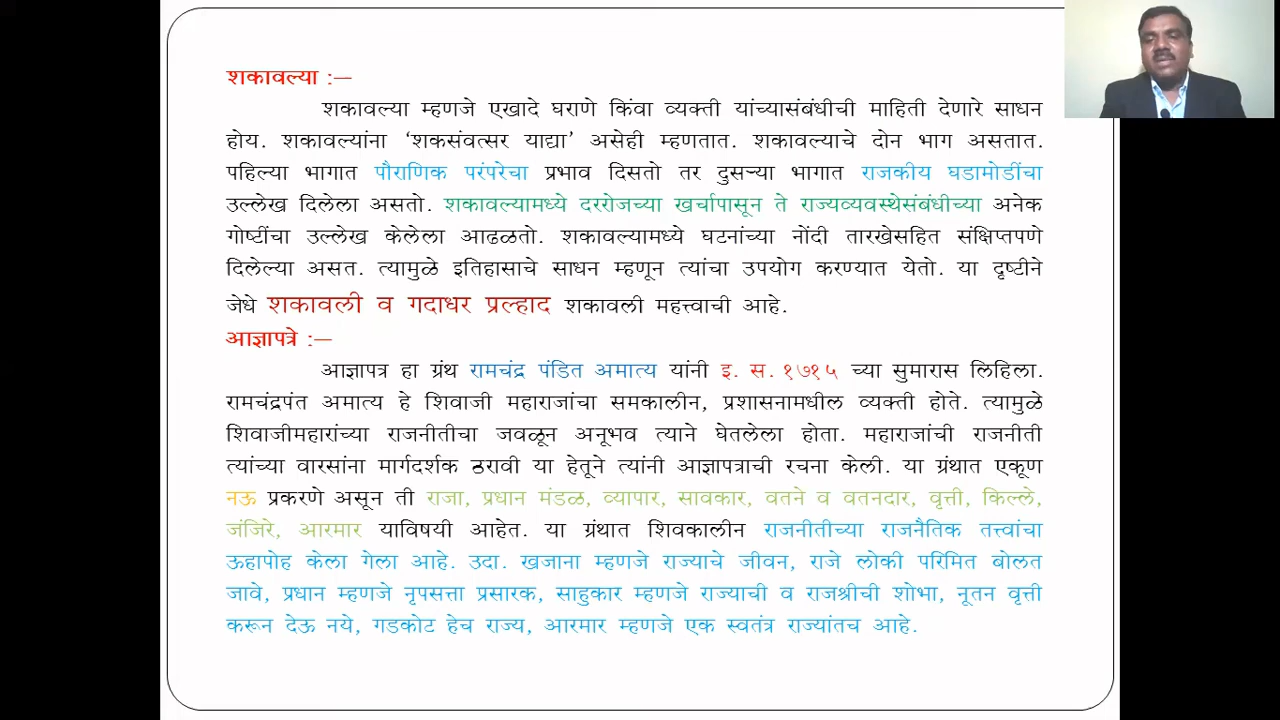 शकावल्या :–
शकावल्या म्हणजे एखादे घराणे किंवा व्यक्ती यांच्यासंबंधीची माहिती देणारे साधन
होय. शकावल्यांना ‘शकसंवत्सर याद्या’ असेही म्हणतात. शकावल्याचे दोन भाग असतात.
पहिल्या भागात पौराणिक परंपरेचा प्रभाव दिसतो तर दुसऱ्या भागात राजकीय घडामोडींचा
उल्लेख दिलेला असतो. शकावल्यामध्ये दररोजच्या खर्चापासून ते राज्यव्यवस्थेसंबंधीच्या अनेक
गोष्टींचा उल्लेख केलेला आढळतो. शकावल्यामध्ये घटनांच्या नोंदी तारखेसहित संक्षिप्तपणे
दिलेल्या असत. त्यामुळे इतिहासाचे साधन म्हणून त्यांचा उपयोग करण्यात येतो. या दृष्टीने
जेधे शकावली व गदाधर प्रल्हाद शकावली महत्त्वाची आहे.
आज्ञापत्रे :–
आज्ञापत्र हा ग्रंथ रामचंद्र पंडित अमात्य यांनी इ. स. १७१५ च्या सुमारास लिहिला.
रामचंद्रपंत अमात्य हे शिवाजी महाराजांचा समकालीन, प्रशासनामधील व्यक्ती होते. त्यामुळे
शिवाजीमहारांच्या राजनीतीचा जवळून अनूभव त्याने घेतलेला होता. महाराजांची राजनीती
त्यांच्या वारसांना मार्गदर्शक ठरावी या हेतूने त्यांनी आज्ञापत्राची रचना केली. या ग्रंथात एकूण
नऊ प्रकरणे असून ती राजा, प्रधान मंडळ, व्यापार, सावकार, वतने व वतनदार, वृत्ती, किल्ले,
जंजिरे, आरमार याविषयी आहेत. या ग्रंथात शिवकालीन राजनीतीच्या राजनैतिक तत्त्वांचा
ऊहापोह केला गेला आहे. उदा. खजाना म्हणजे राज्याचे जीवन, राजे लोकी परिमित बोलत
जावे, प्रधान म्हणजे नृपसत्ता प्रसारक, साहुकार म्हणजे राज्याची व राजश्रीची शोभा, नूतन वृत्ती
करून देऊ नये, गडकोट हेच राज्य, आरमार म्हणजे एक स्वतंत्र राज्यांतच आहे.